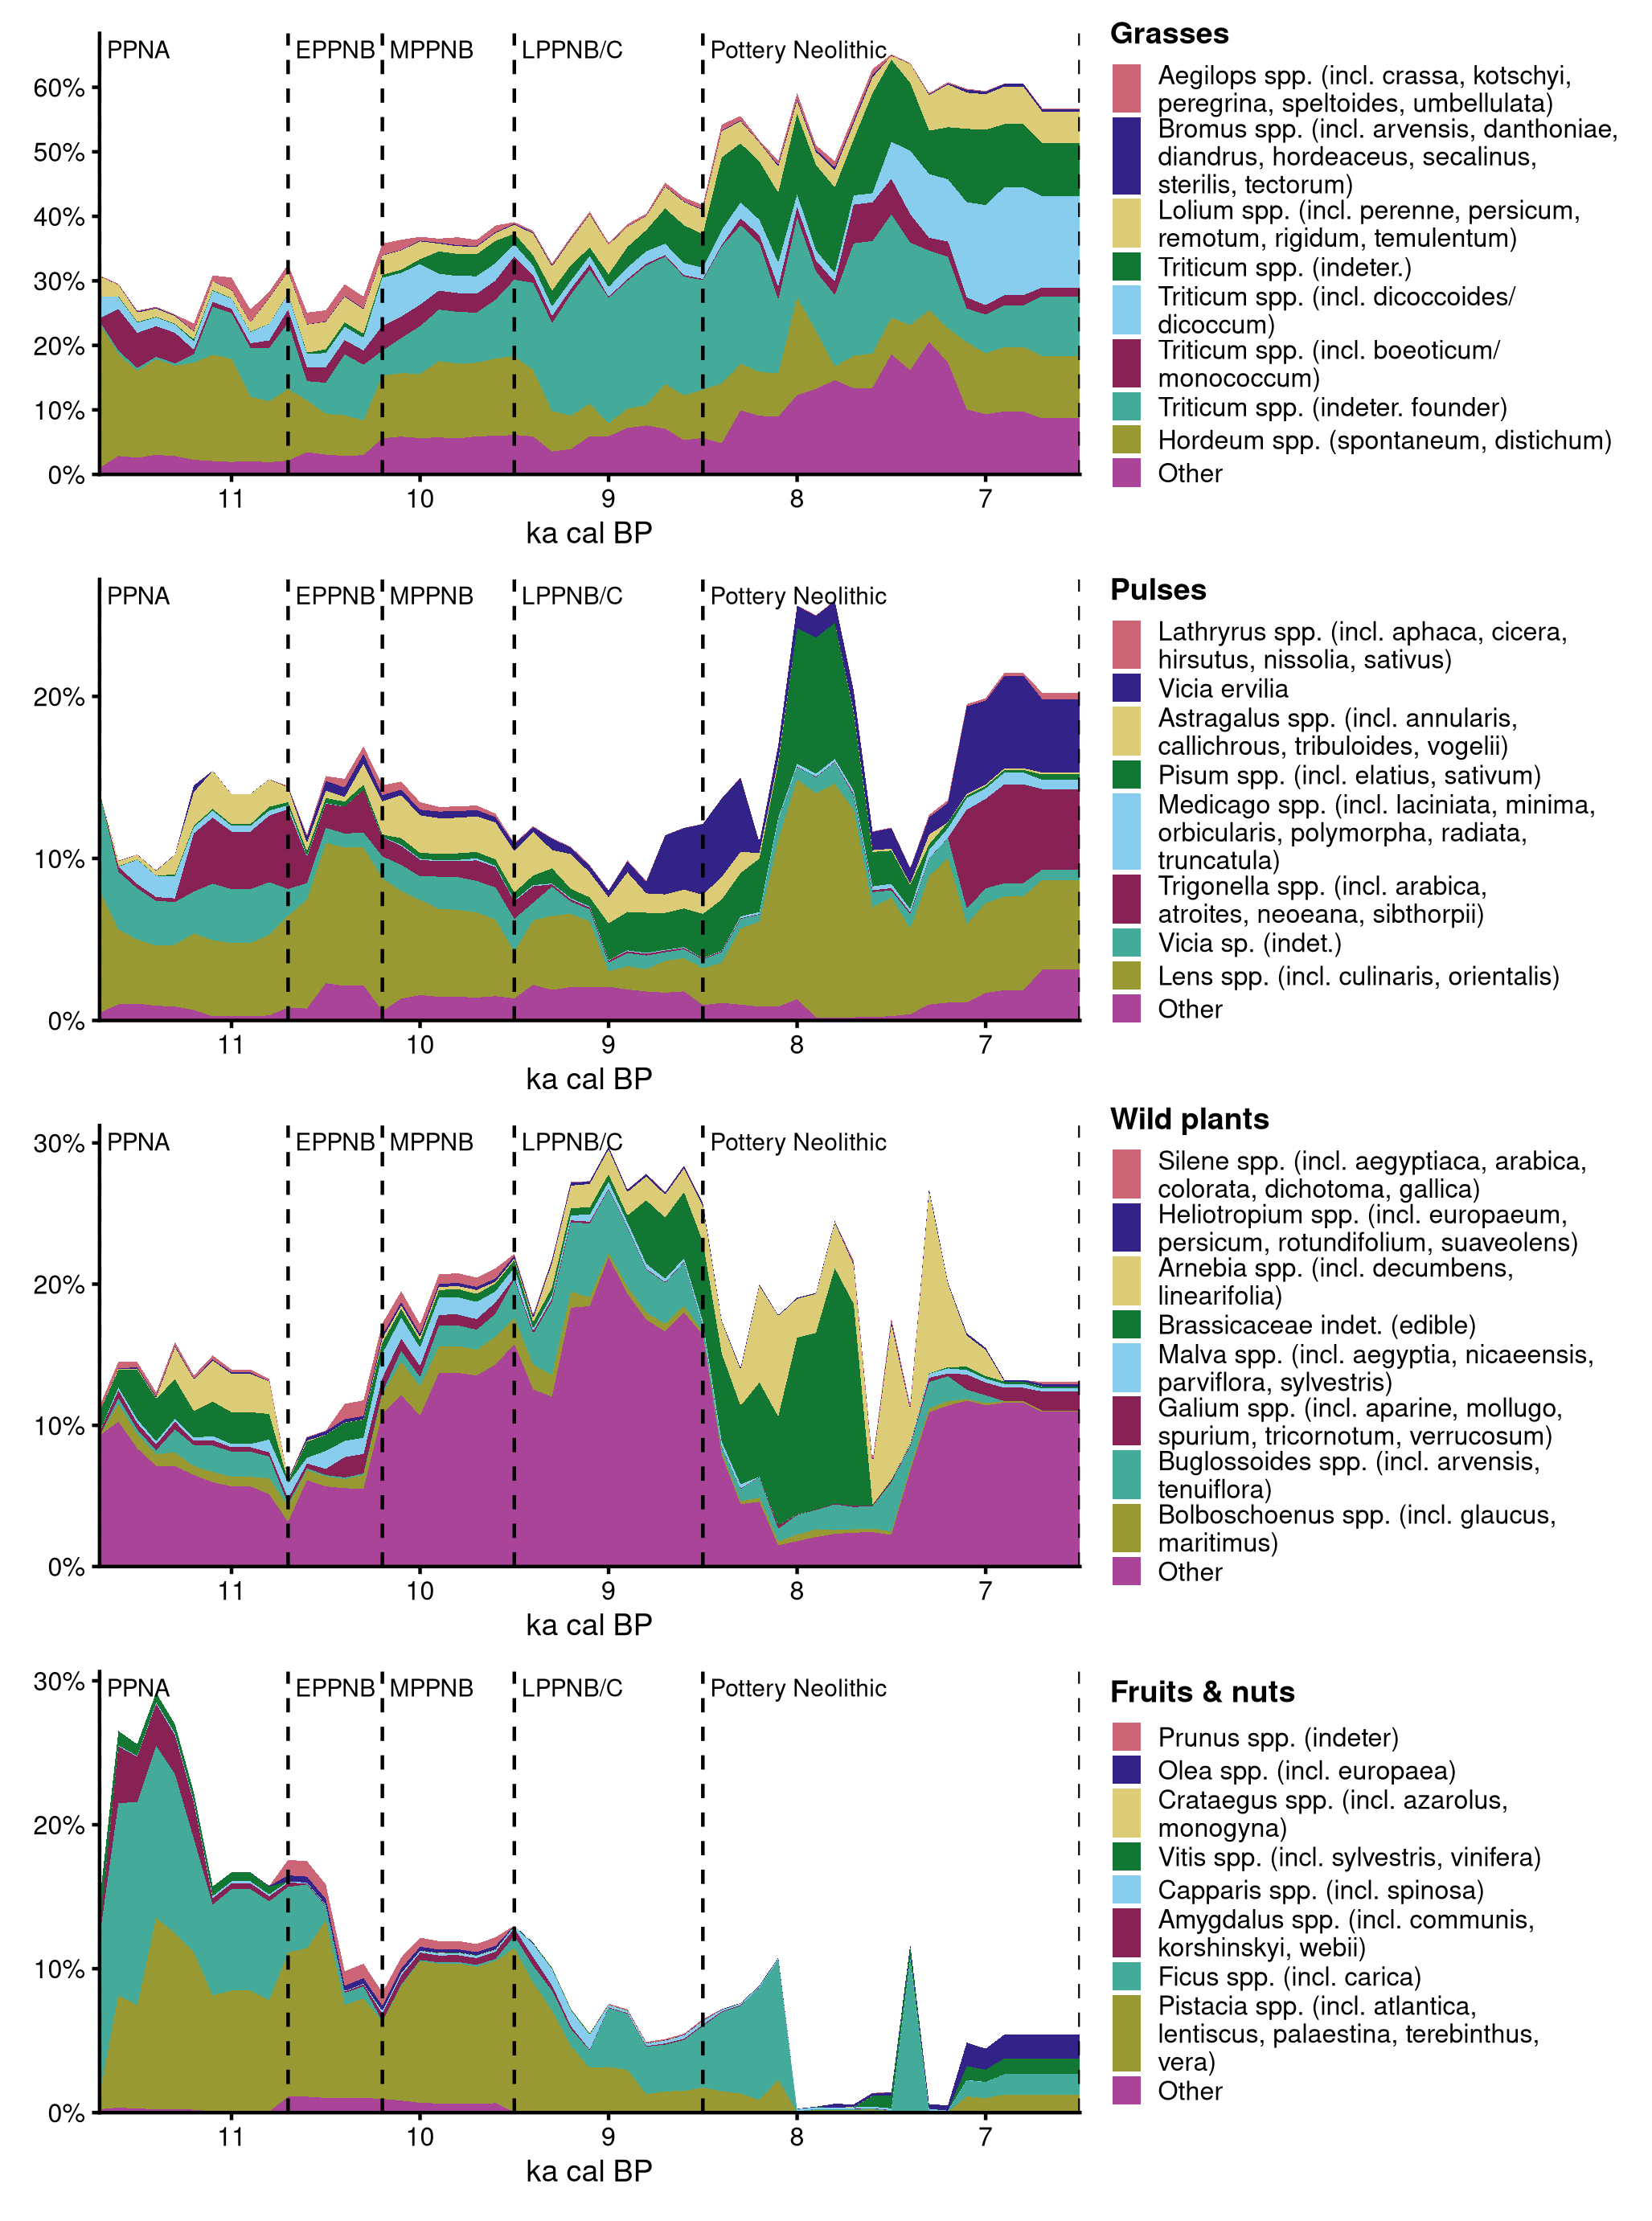 PPNA
EPPNB
MPPNB
LPPNB/C
Pottery Neolithic
60%
50%
40%
30%
20%
10%
0%
11
10
9
8
7
ka cal BP
Grasses
Aegilops spp. (incl. crassa, kotschyi,
peregrina, speltoides, umbellulata)
Bromus spp. (incl. arvensis, danthoniae,
diandrus, hordeaceus, secalinus,
sterilis, tectorum)
Lolium spp. (incl. perenne, persicum,
remotum, rigidum, temulentum)
Triticum spp. (indeter.)
Triticum spp. (incl. dicoccoides/
dicoccum)
Triticum spp. (incl. boeoticum/
monococcum)
Triticum spp. (indeter. founder)
Hordeum spp. (spontaneum, distichum)
Other
PPNA
EPPNB
MPPNB
LPPNB/C
Pottery Neolithic
20%
10%
0%
11
10
9
8
7
ka cal BP
Pulses
Lathryrus spp. (incl. aphaca, cicera,
hirsutus, nissolia, sativus)
Vicia ervilia
Astragalus spp. (incl. annularis,
callichrous, tribuloides, vogelii)
Pisum spp. (incl. elatius, sativum)
Medicago spp. (incl. laciniata, minima,
orbicularis, polymorpha, radiata,
truncatula)
Trigonella spp. (incl. arabica,
atroites, neoeana, sibthorpii)
Vicia sp. (indet.)
Lens spp. (incl. culinaris, orientalis)
Other
PPNA
EPPNB
MPPNB
LPPNB/C
Pottery Neolithic
30%
20%
10%
0%
11
10
9
8
7
ka cal BP
Wild plants
Silene spp. (incl. aegyptiaca, arabica,
colorata, dichotoma, gallica)
Heliotropium spp. (incl. europaeum,
persicum, rotundifolium, suaveolens)
Arnebia spp. (incl. decumbens,
linearifolia)
Brassicaceae indet. (edible)
Malva spp. (incl. aegyptia, nicaeensis,
parviflora, sylvestris)
Galium spp. (incl. aparine, mollugo,
spurium, tricornotum, verrucosum)
Buglossoides spp. (incl. arvensis,
tenuiflora)
Bolboschoenus spp. (incl. glaucus,
maritimus)
Other
PPNA
EPPNB
MPPNB
LPPNB/C
Pottery Neolithic
30%
20%
10%
0%
11
10
9
8
7
ka cal BP
Fruits & nuts
Prunus spp. (indeter)
Olea spp. (incl. europaea)
Crataegus spp. (incl. azarolus,
monogyna)
Vitis spp. (incl. sylvestris, vinifera)
Capparis spp. (incl. spinosa)
Amygdalus spp. (incl. communis,
korshinskyi, webii)
Ficus spp. (incl. carica)
Pistacia spp. (incl. atlantica,
lentiscus, palaestina, terebinthus,
vera)
Other